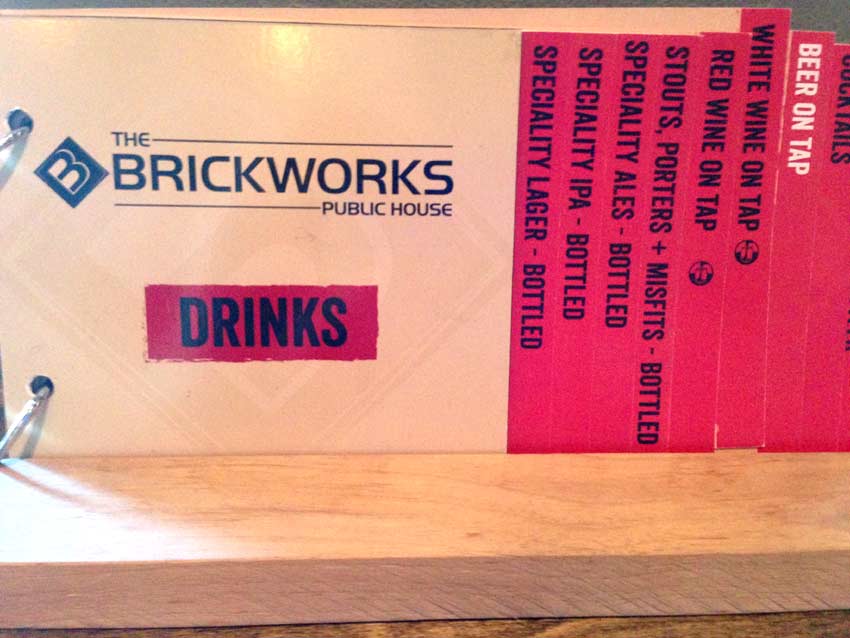 THE
BRICKWORKS
PUBLIC HOUSE
B
DRINKS
SPECIALITY LAGER - BOTTLED
SPECIALITY IPA - BOTTLED
SPECIALITY ALES - BOTTLED
STOUTS, PORTERS + MISFITS - BOTTLED
RED WINE ON TAP
WHITE WINE ON TAP
BEER ON TAP